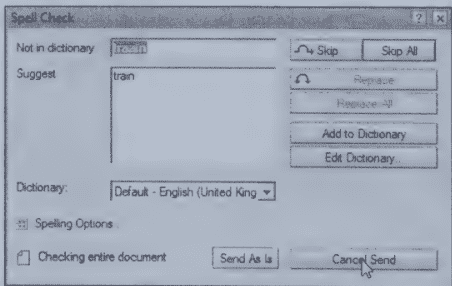 Spell Check
Not in dictionary
Skip
Skip All
Suggest
train
Replace
Replace All
Add to Dictionary
Edit Dictionary...
Dictionary:
Default - English (United King
Spelling Options
Checking entire document
Send As Is
Cancel Send